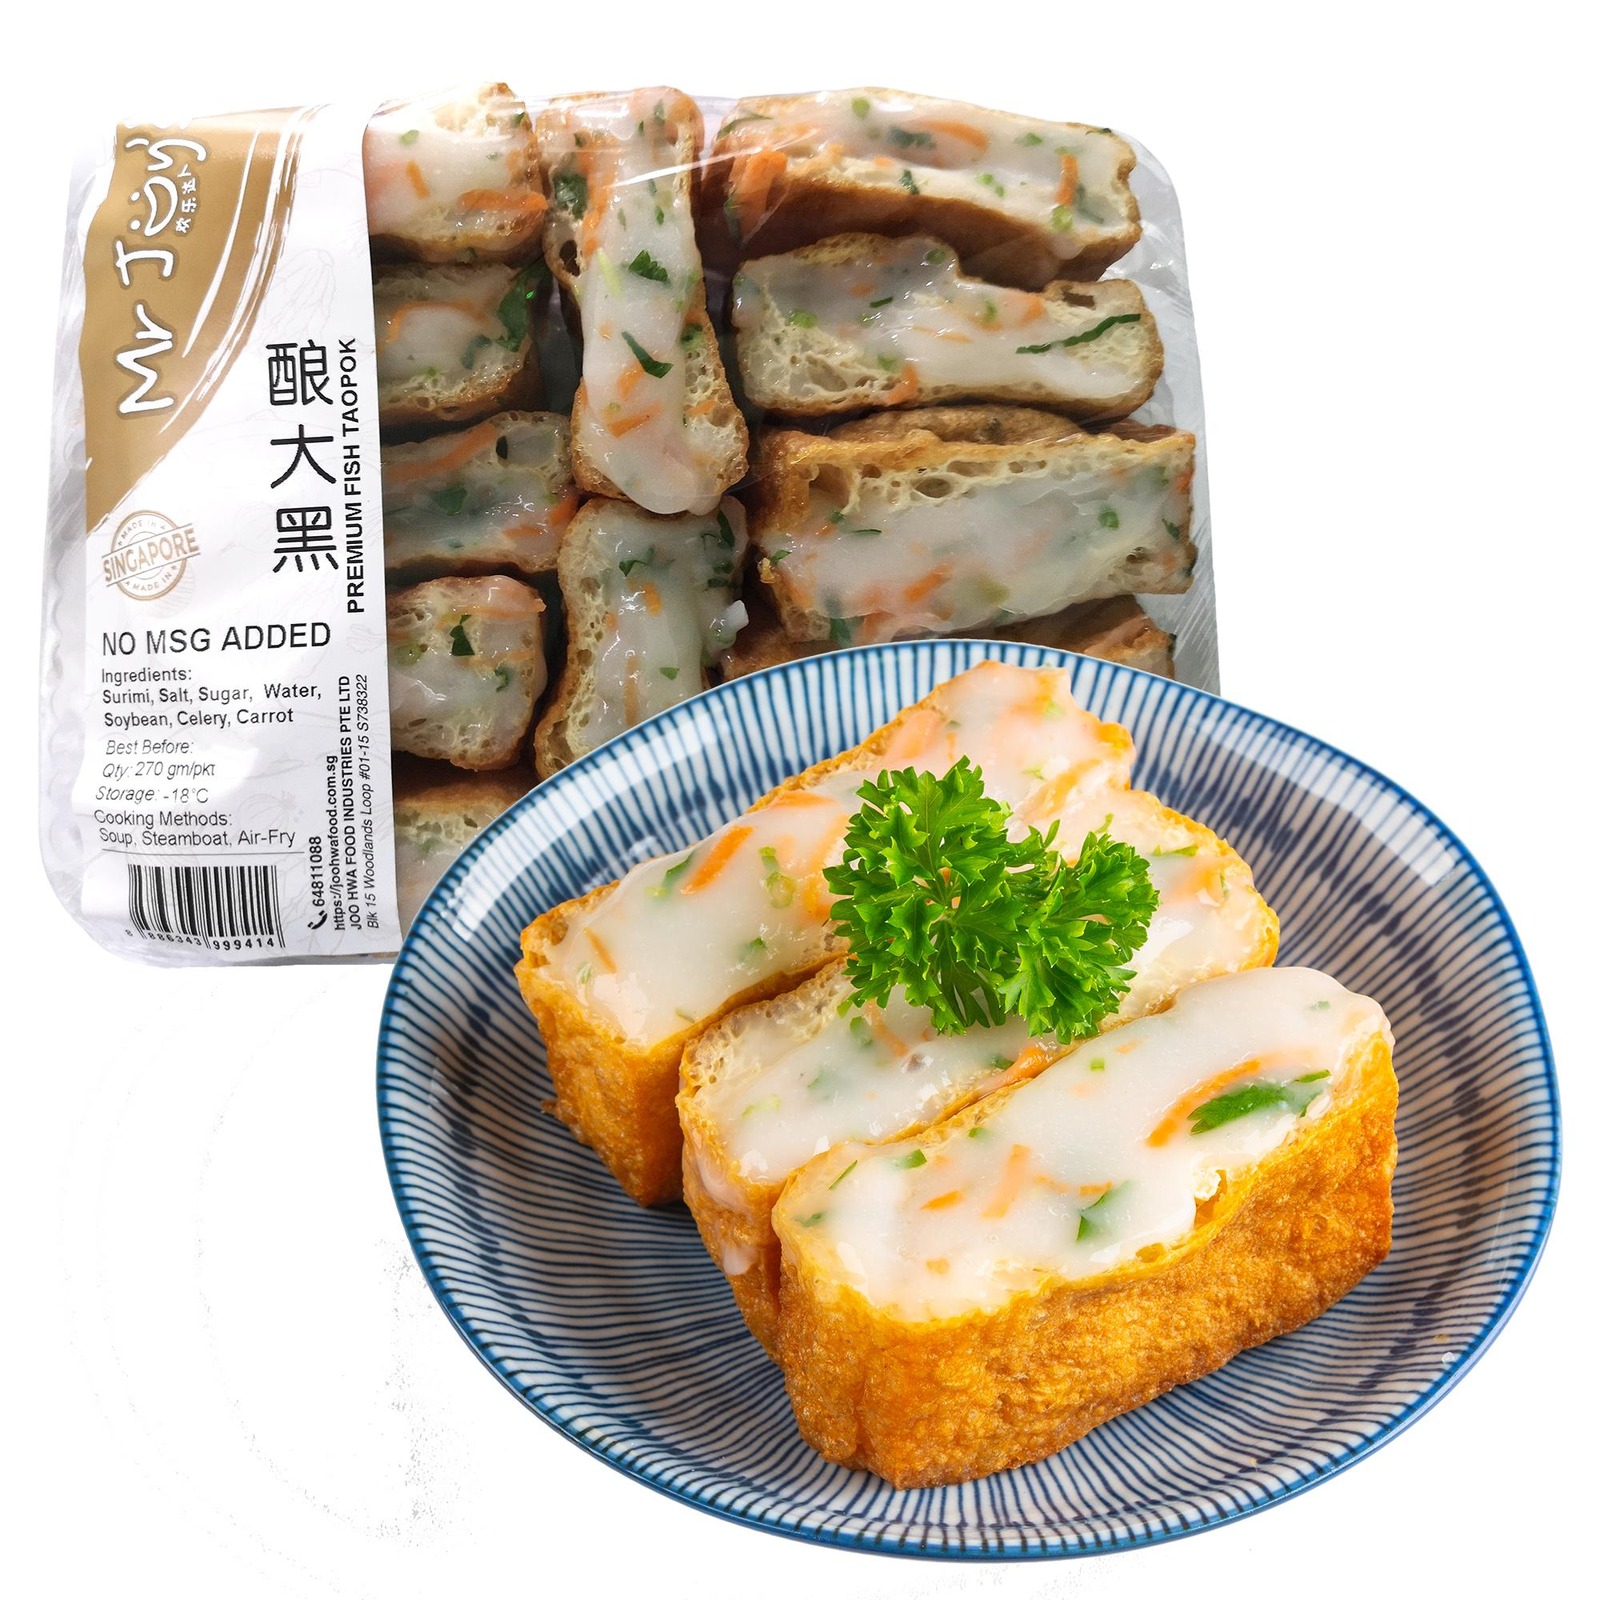 Mr Joy
欢乐达人
酿大黑
PREMIUM FISH TAOPOK
MADE IN
SINGAPORE
MADE IN
NO MSG ADDED
Ingredients:
Surimi, Salt, Sugar, Water,
Soybean, Celery, Carrot
Best Before:
Qty: 270 gm/pkt
Storage: -18°C
Cooking Methods:
Soup, Steamboat, Air-Fry
8 886343 999414
64811088
https://joohwafood.com.sg
JOO HWA FOOD INDUSTRIES PTE LTD
Blk 15 Woodlands Loop #01-15 S738322